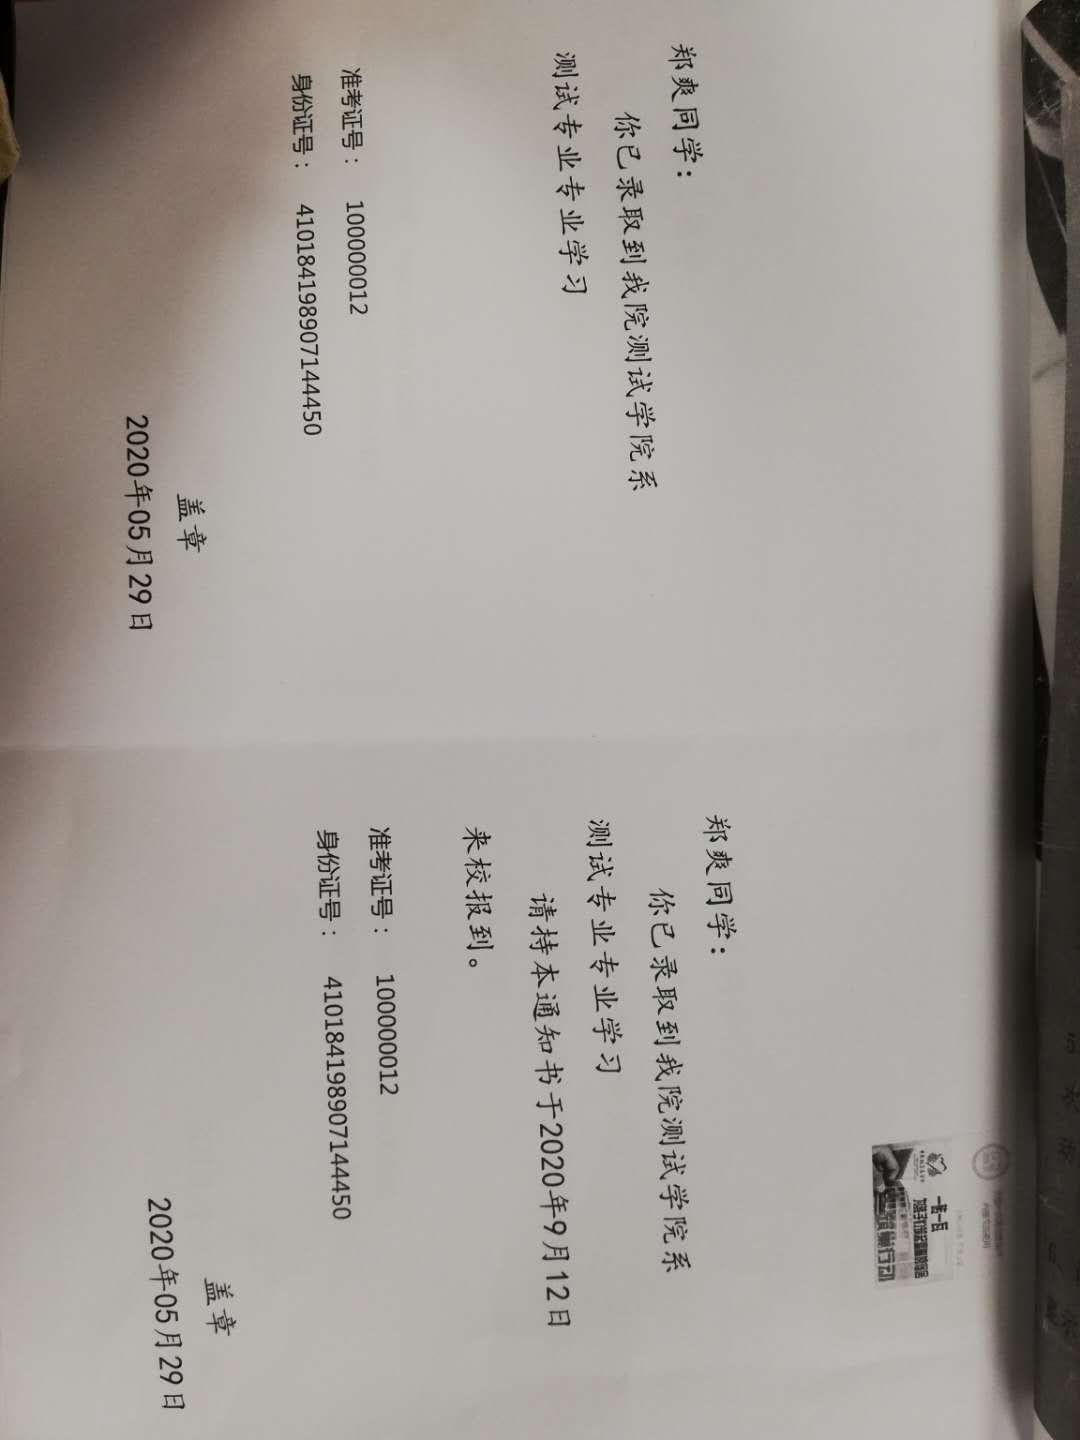 郑爽同学：
你已录取到我院测试学院系
测试专业专业学习
准考证号： 100000012
身份证号： 410184198907144450
盖章
2020年05月29日
郑爽同学：
你已录取到我院测试学院系
测试专业专业学习
请持本通知书于2020年9月12日
来校报到。
准考证号： 100000012
身份证号： 410184198907144450
盖章
2020年05月29日